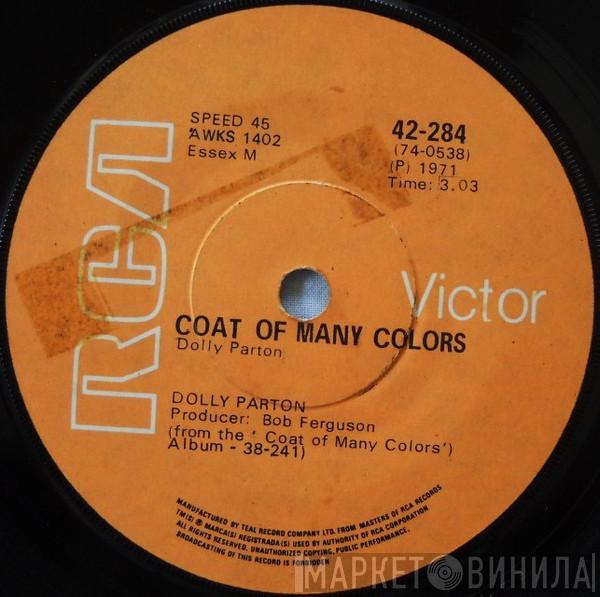 RCA
SPEED 45
AWKS 1402
Essex M
42-284
(74-0538)
(P) 1971
Time: 3.03
Victor
COAT OF MANY COLORS
Dolly Parton
DOLLY PARTON
Producer: Bob Ferguson
(from the ' Coat of Many Colors')
Album - 38-241)
MANUFACTURED BY TEAL RECORD COMPANY LTD. FROM MASTERS OF RCA RECORDS
TM(S) ® MARCA(S) REGISTRADA(S) USED BY AUTHORITY OF RCA CORPORATION
ALL RIGHTS RESERVED. UNAUTHORIZED COPYING, PUBLIC PERFORMANCE.
BROADCASTING OF THIS RECORD IS FORBIDDEN
МАРКЕТ ВИНИЛА